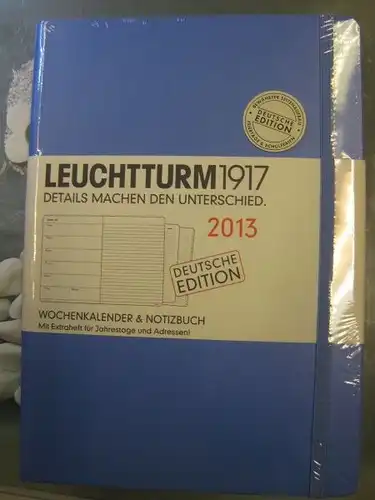 DEUTSCHE
EDITION
LEUCHTTURM1917
DETAILS MACHEN DEN UNTERSCHIED.
2013
DEUTSCHE
EDITION
WOCHENKALENDER & NOTIZBUCH
Mit Extraheft für Jahrestage und Adressen!